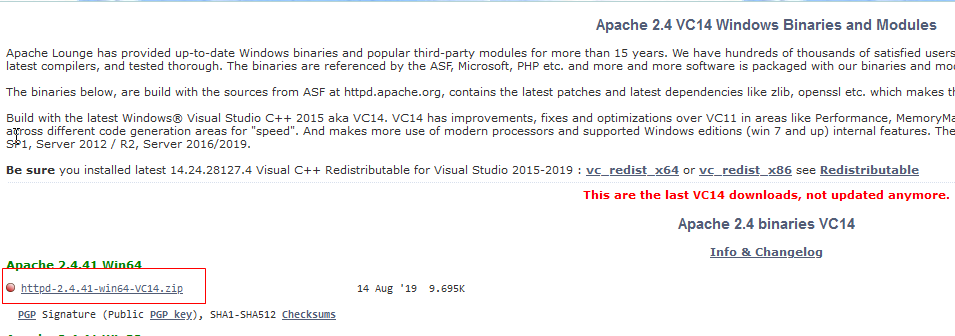 Apache 2.4 VC14 Windows Binaries and Modules
Apache Lounge has provided up-to-date Windows binaries and popular third-party modules for more than 15 years. We have hundreds of thousands of satisfied users
latest compilers, and tested thorough. The binaries are referenced by the ASF, Microsoft, PHP etc. and more and more software is packaged with our binaries and
The binaries below, are build with the sources from ASF at httpd.apache.org, contains the latest patches and latest dependencies like zlib, openssl etc. which makes
Build with the latest Windows® Visual Studio C++ 2015 aka VC14. VC14 has improvements, fixes and optimizations over VC11 in areas like Performance,
across different code generation areas for "speed". And makes more use of modern processors and supported Windows editions (win 7 and up) internal features.
SP1, Server 2012 / R2, Server 2016/2019.
Be sure you installed latest 14.24.28127.4 Visual C++ Redistributable for Visual Studio 2015-2019 : vc_redist_x64 or vc_redist_x86 see Redistributable
This are the last VC14 downloads, not updated anymore.
Apache 2.4 binaries VC14
Info & Changelog
Apache 2.4.41 Win64
httpd-2.4.41-win64-VC14.zip 14 Aug '19 9.695K
PGP Signature (Public PGP key), SHA1-SHA512 Checksums